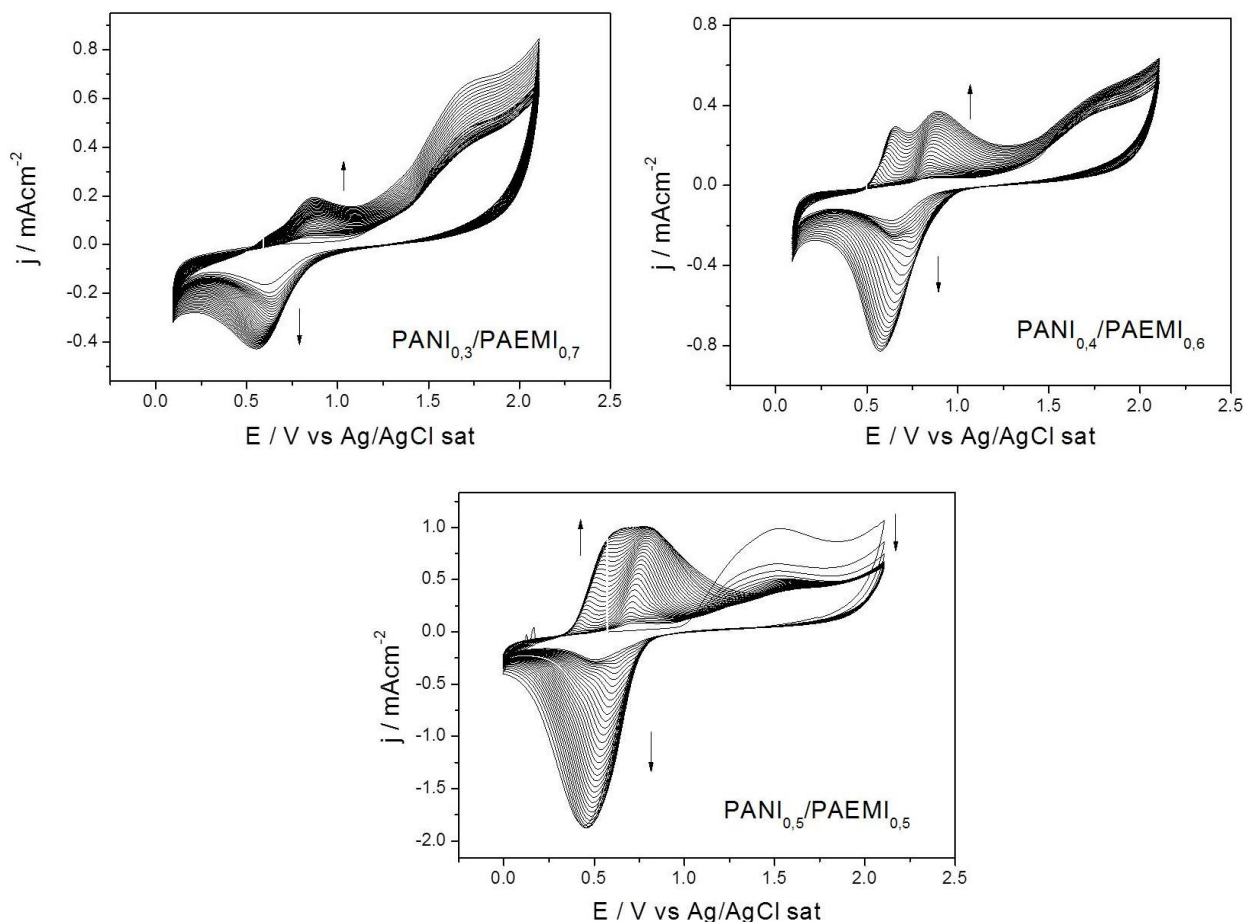 0.8
0.6
0.4
0.2
0.0
-0.2
-0.4
j / mAcm⁻²
PANI₀,₃/PAEMI₀,₇
0.0 0.5 1.0 1.5 2.0 2.5
E / V vs Ag/AgCl sat
0.8
0.4
0.0
-0.4
-0.8
j / mAcm⁻²
PANI₀,₄/PAEMI₀,₆
0.0 0.5 1.0 1.5 2.0 2.5
E / V vs Ag/AgCl sat
1.0
0.5
0.0
-0.5
-1.0
-1.5
-2.0
j / mAcm⁻²
PANI₀,₅/PAEMI₀,₅
0.0 0.5 1.0 1.5 2.0 2.5
E / V vs Ag/AgCl sat